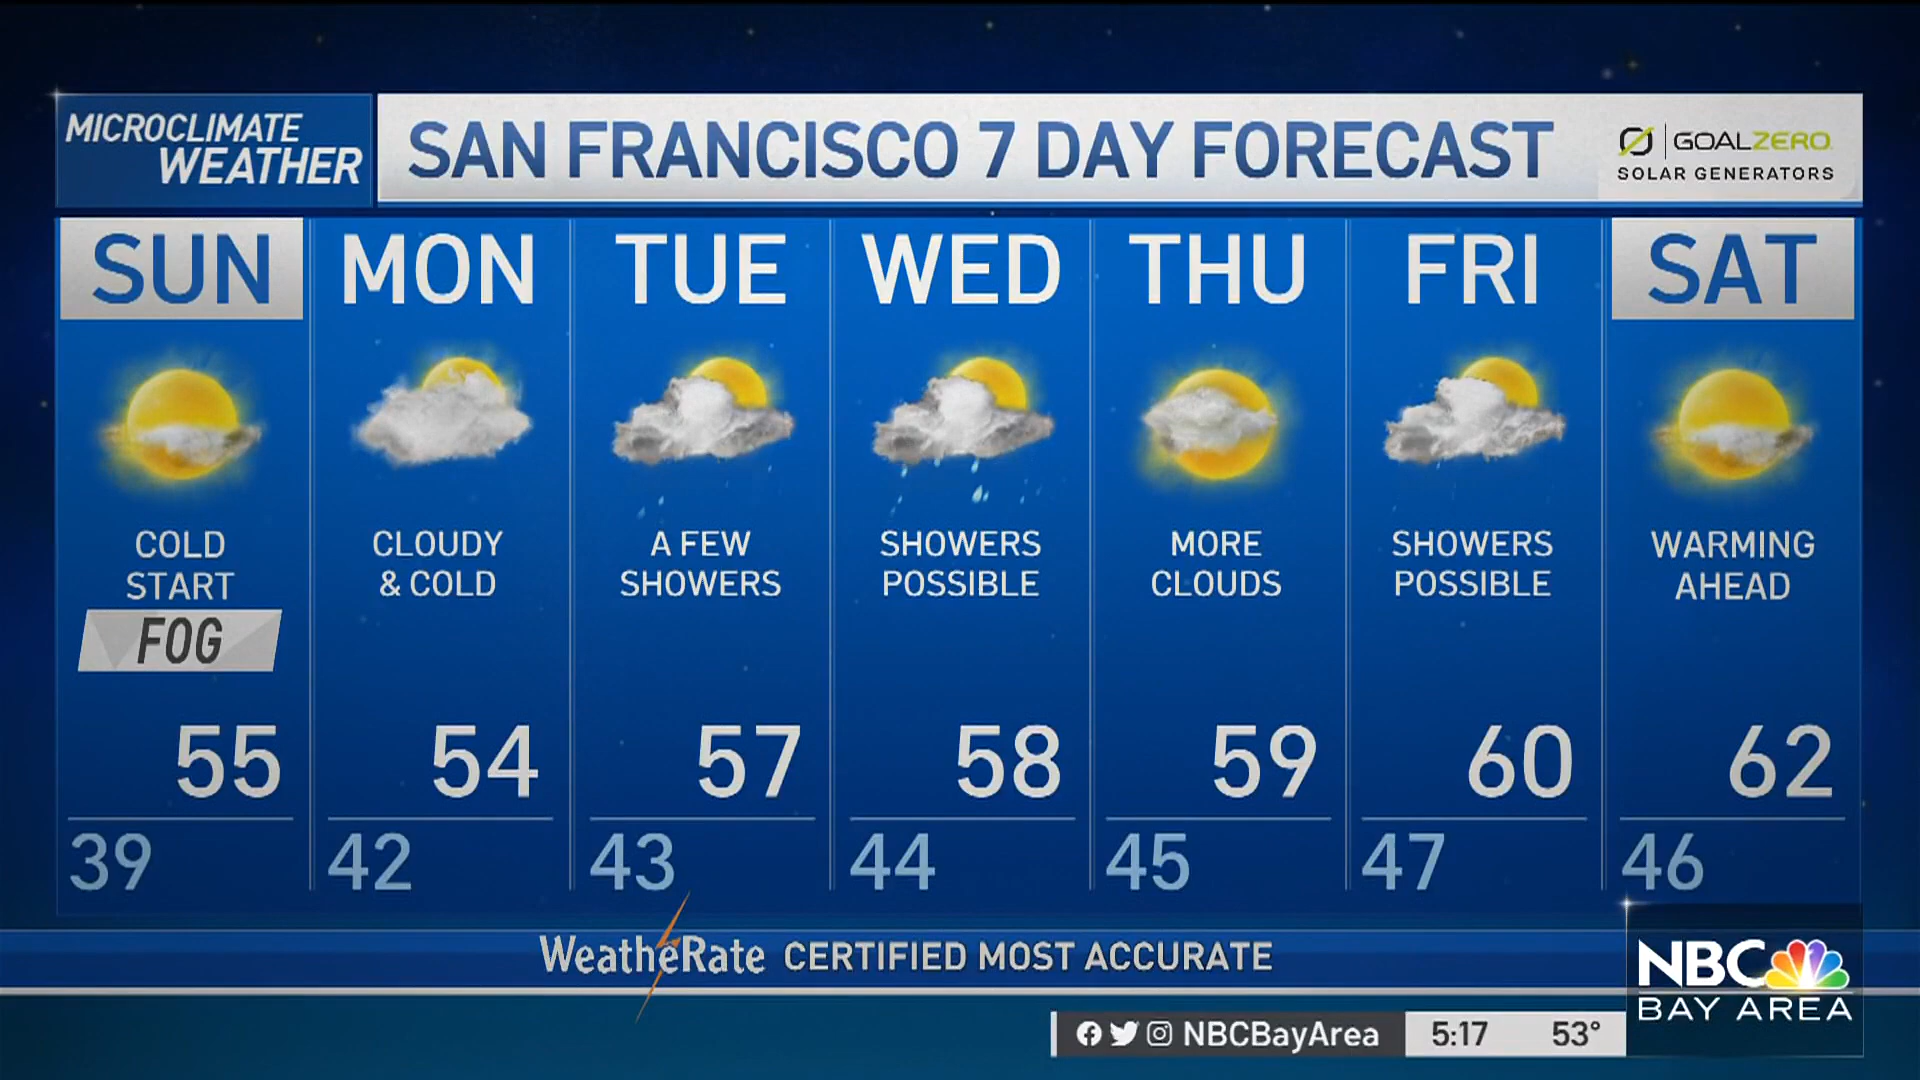 MICROCLIMATE
WEATHER
SAN FRANCISCO 7 DAY FORECAST
GOALZERO.
SOLAR GENERATORS
SUN
COLD
START
FOG
55
39
MON
CLOUDY
& COLD
54
42
TUE
A FEW
SHOWERS
57
43
WED
SHOWERS
POSSIBLE
58
44
THU
MORE
CLOUDS
59
45
FRI
SHOWERS
POSSIBLE
60
47
SAT
WARMING
AHEAD
62
46
WeatheRate CERTIFIED MOST ACCURATE
NBC
BAY AREA
NBCBayArea
5:17 53°